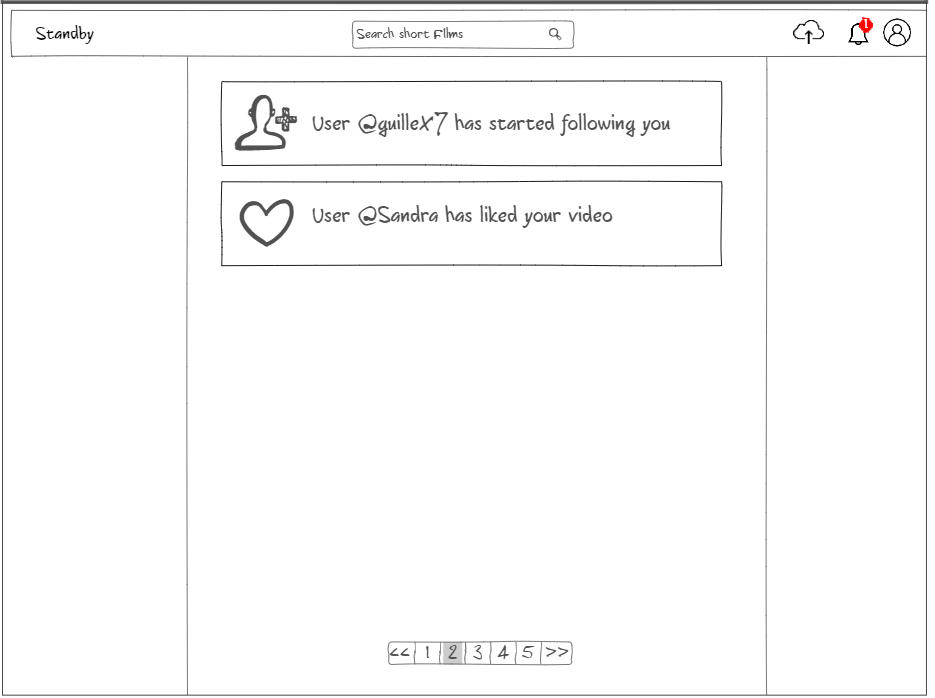 Standby
Search short Films
1
User @guilleX7 has started following you
User @Sandra has liked your video
<< 1 2 3 4 5 >>